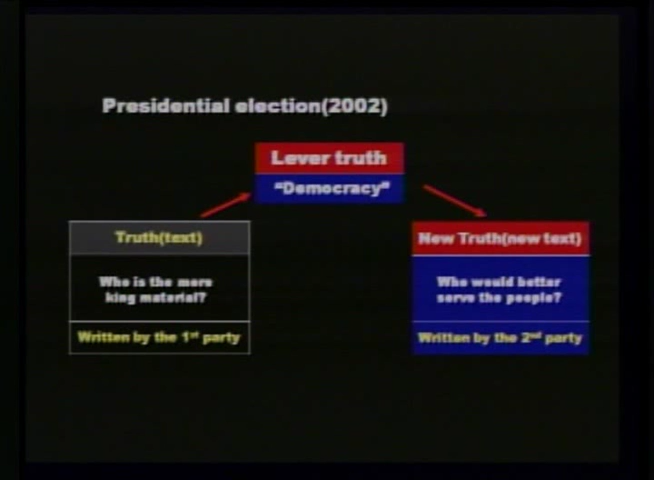 Presidential election(2002)
Lever truth
"Democracy"
Truth(text)
Who is the more
king material?
Written by the 1st party
New Truth(new text)
Who would better
serve the people?
Written by the 2nd party